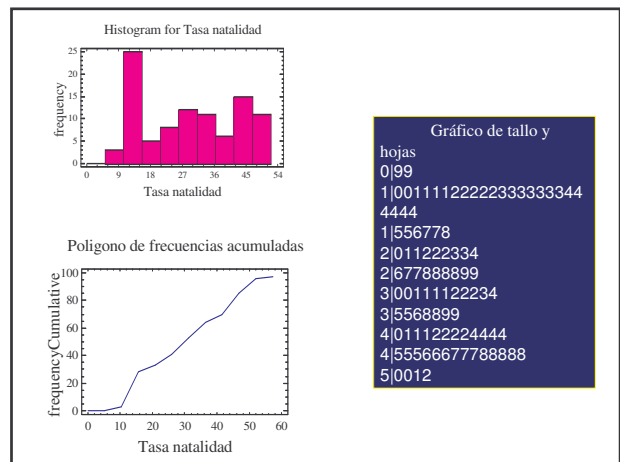 Histogram for Tasa natalidad
frequency
25
20
15
10
5
0
0 9 18 27 36 45 54
Tasa natalidad
Poligono de frecuencias acumuladas
frequencyCumulative
100
80
60
40
20
0
0 10 20 30 40 50 60
Tasa natalidad
Gráfico de tallo y
hojas
0|99
1|00111122222333333344
4444
1|556778
2|011222334
2|677888899
3|00111122234
3|5568899
4|011122224444
4|55566677788888
5|0012